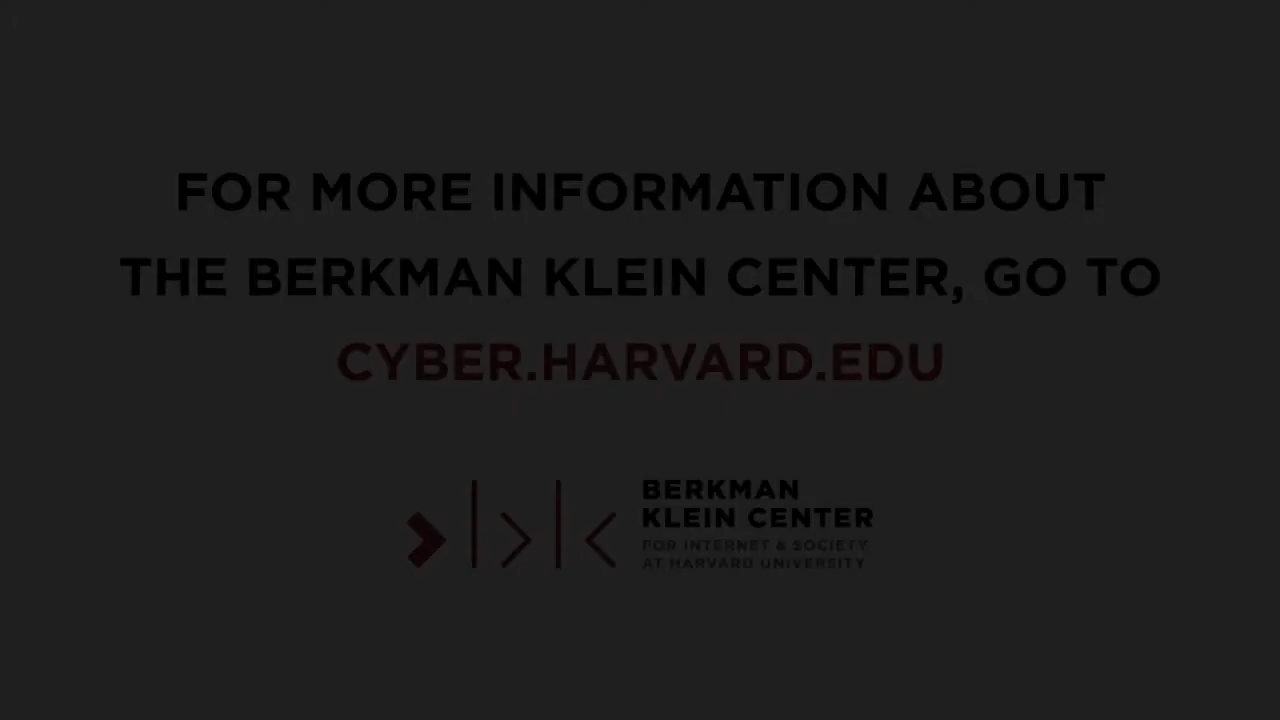 FOR MORE INFORMATION ABOUT
THE BERKMAN KLEIN CENTER, GO TO
CYBER.HARVARD.EDU
BERKMAN
KLEIN CENTER
FOR INTERNET & SOCIETY
AT HARVARD UNIVERSITY